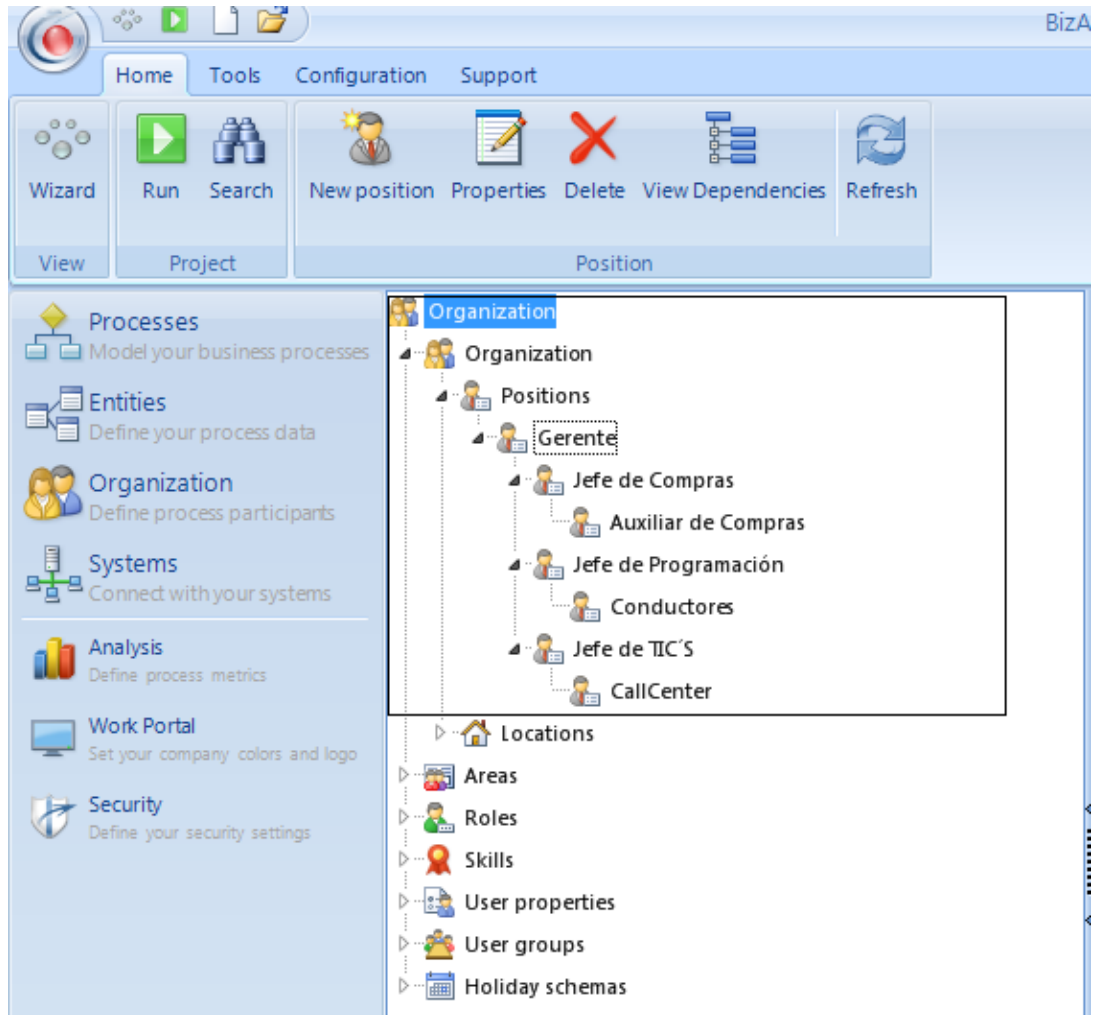 BizA
Home Tools Configuration Support
Wizard Run Search New position Properties Delete View Dependencies Refresh
View Project Position
Processes
Model your business processes
Entities
Define your process data
Organization
Define process participants
Systems
Connect with your systems
Analysis
Define process metrics
Work Portal
Set your company colors and logo
Security
Define your security settings
Organization
Organization
Positions
Gerente
Jefe de Compras
Auxiliar de Compras
Jefe de Programación
Conductores
Jefe de TIC´S
CallCenter
Locations
Areas
Roles
Skills
User properties
User groups
Holiday schemas